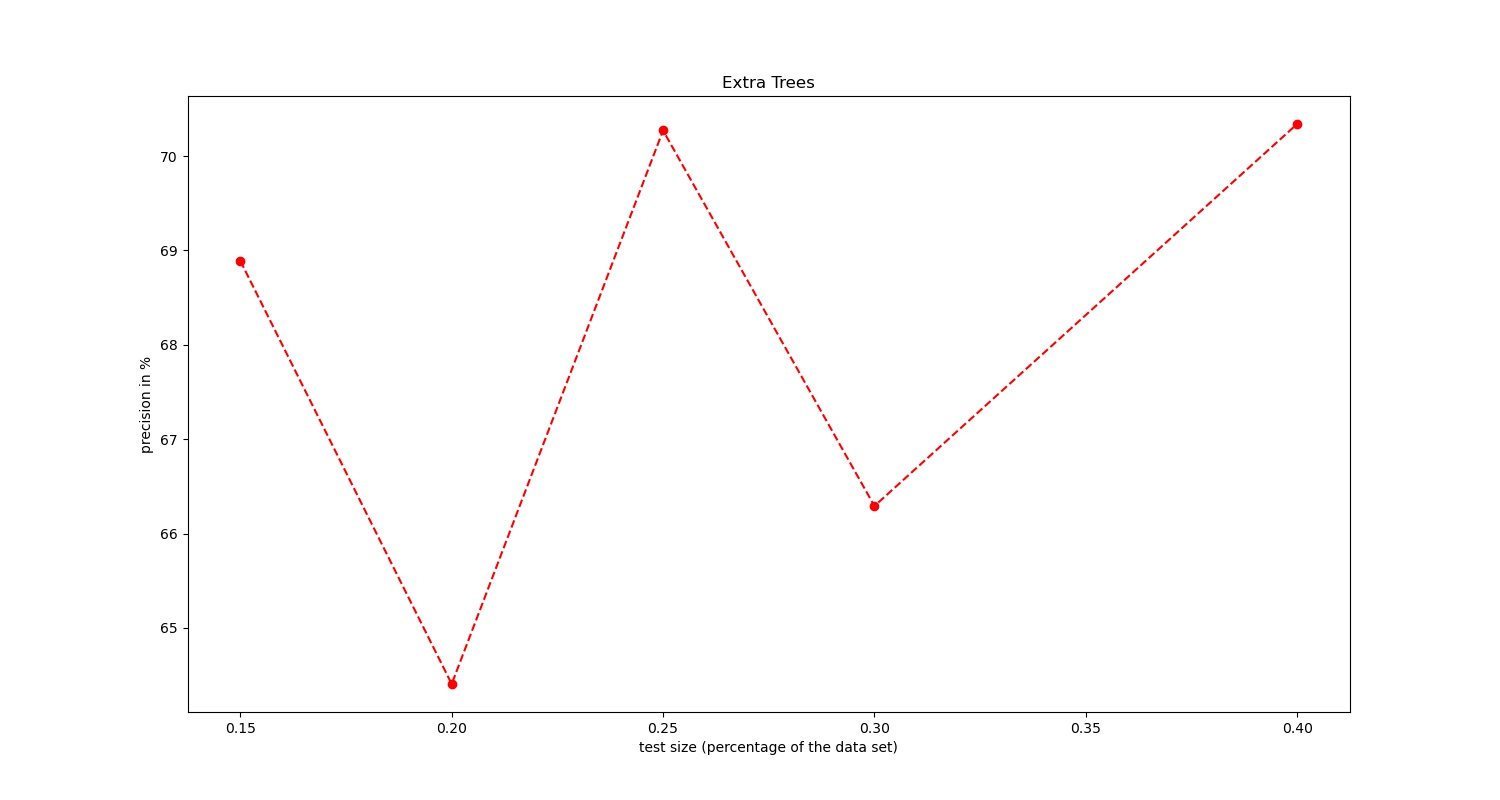 Extra Trees
70
69
68
67
66
65
precision in %
0.15 0.20 0.25 0.30 0.35 0.40
test size (percentage of the data set)